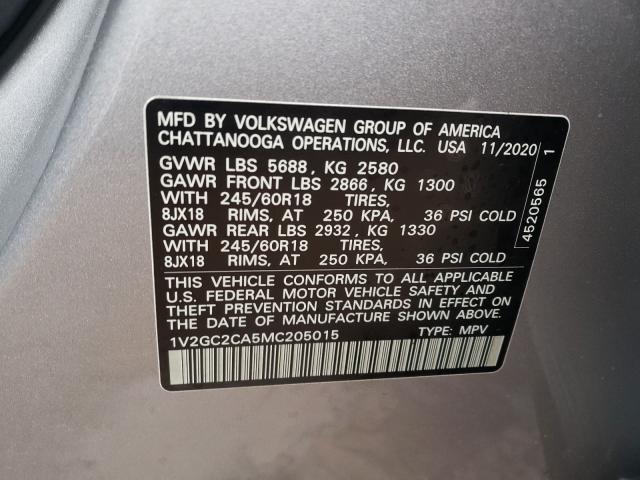 MFD BY VOLKSWAGEN GROUP OF AMERICA
CHATTANOOGA OPERATIONS, LLC. USA 11/2020
GVWR LBS 5688, KG 2580
GAWR FRONT LBS 2866, KG 1300
WITH 245/60R18 TIRES,
8JX18 RIMS, AT 250 KPA, 36 PSI COLD
GAWR REAR LBS 2932, KG 1330
WITH 245/60R18 TIRES,
8JX18 RIMS, AT 250 KPA, 36 PSI COLD
THIS VEHICLE CONFORMS TO ALL APPLICABLE
U.S. FEDERAL MOTOR VEHICLE SAFETY AND
THEFT PREVENTION STANDARDS IN EFFECT ON
THE DATE OF MANUFACTURE SHOWN ABOVE.
1V2GC2CA5MC205015 TYPE: MPV
4520565 1